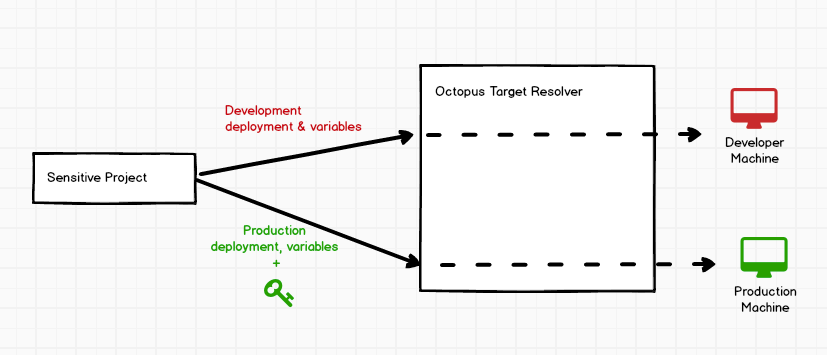 Octopus Target Resolver
Development
deployment & variables
Developer
Machine
Sensitive Project
Production
deployment, variables
+
Production
Machine